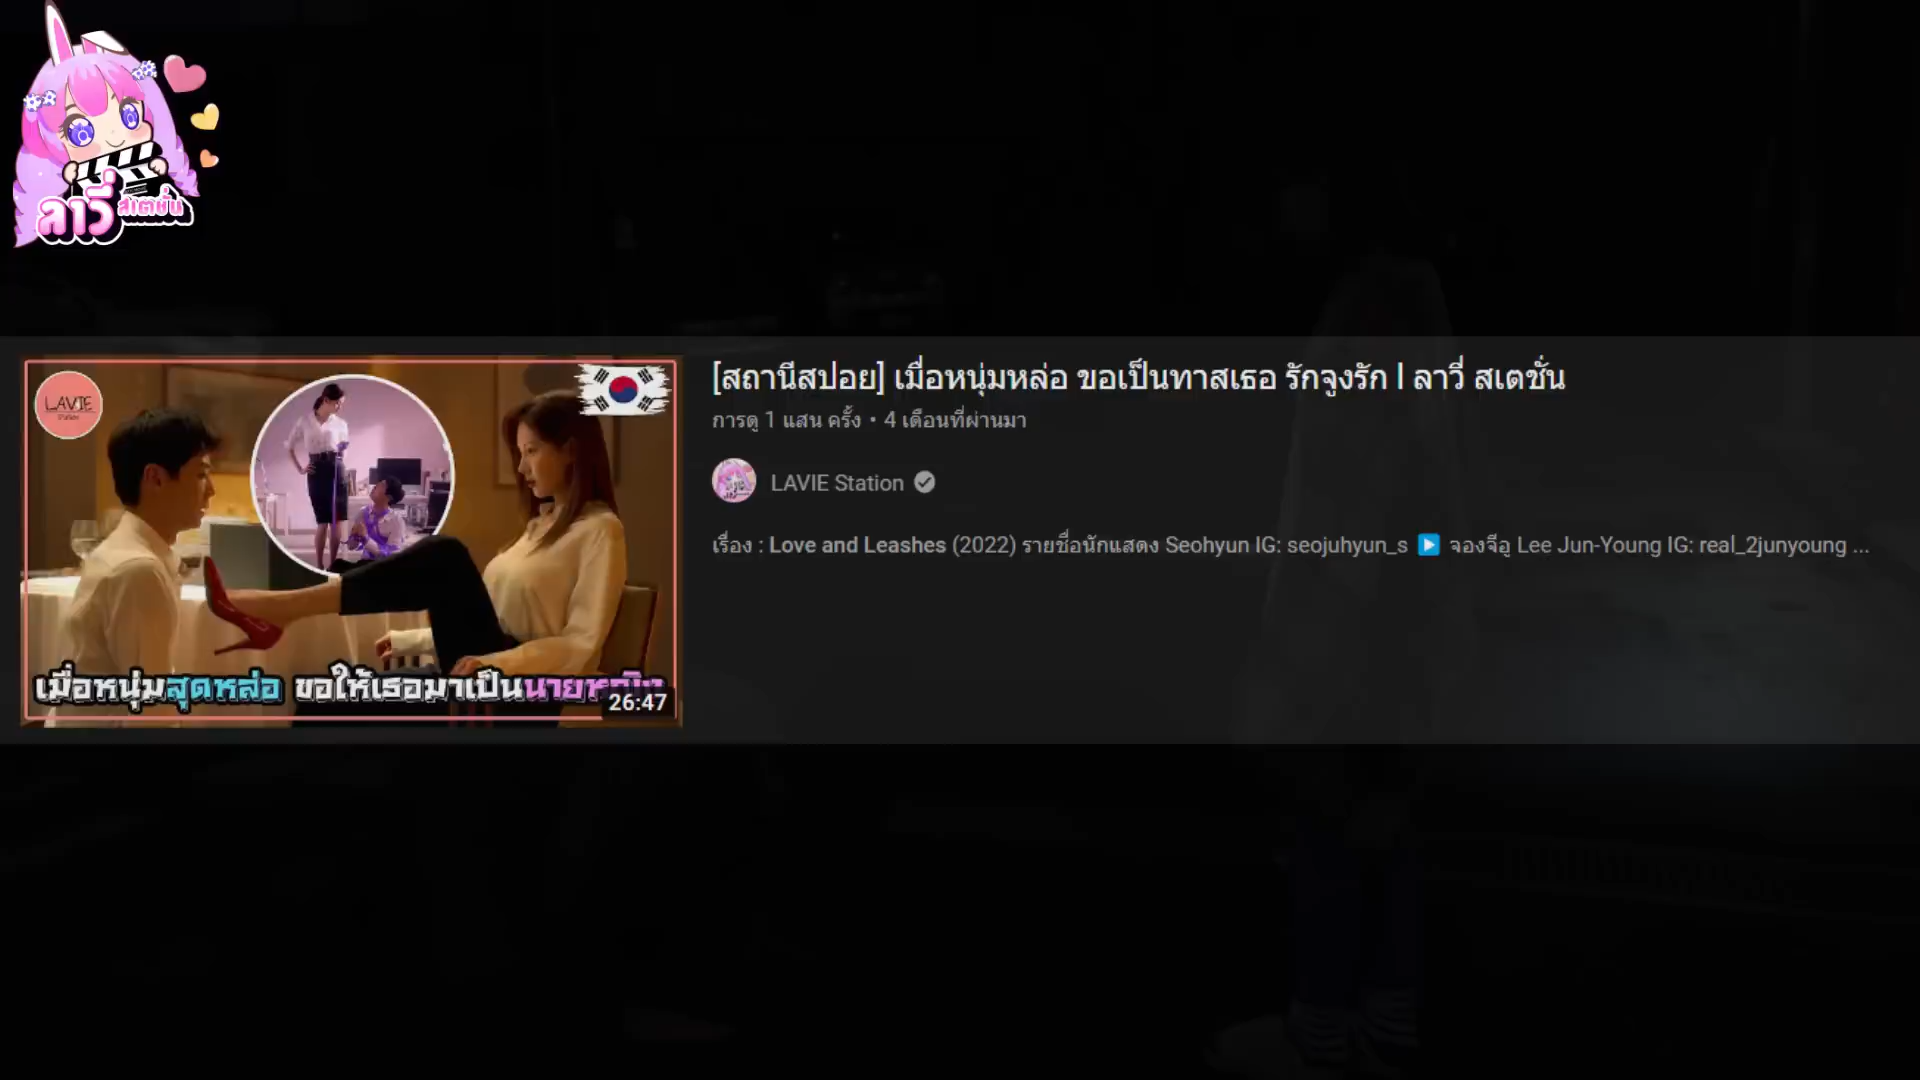 ลาวี่ สเตชั่น
LAVIE
Station
เมื่อหนุ่มสุดหล่อ ขอให้เธอมาเป็นนายหญิง
26:47
[สถานีสปอย] เมื่อหนุ่มหล่อ ขอเป็นทาสเธอ รักจูงรัก l ลาวี่ สเตชั่น
การดู 1 แสน ครั้ง • 4 เดือนที่ผ่านมา
LAVIE Station
เรื่อง : Love and Leashes (2022) รายชื่อนักแสดง Seohyun IG: seojuhyun_s ▶️ จองจีอู Lee Jun-Young IG: real_2junyoung ...